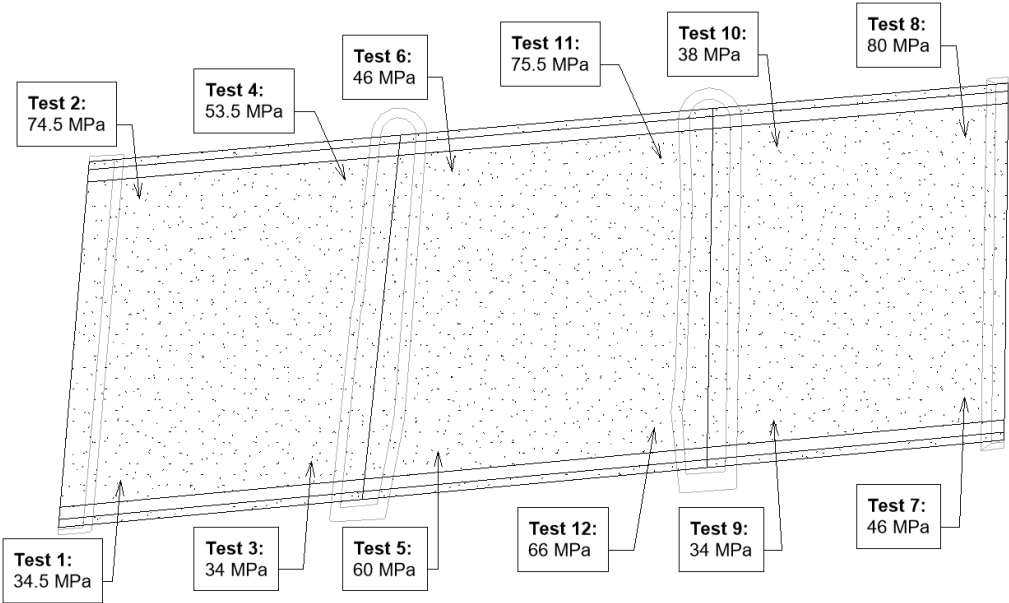 Test 2:
74.5 MPa
Test 4:
53.5 MPa
Test 6:
46 MPa
Test 11:
75.5 MPa
Test 10:
38 MPa
Test 8:
80 MPa
Test 1:
34.5 MPa
Test 3:
34 MPa
Test 5:
60 MPa
Test 12:
66 MPa
Test 9:
34 MPa
Test 7:
46 MPa